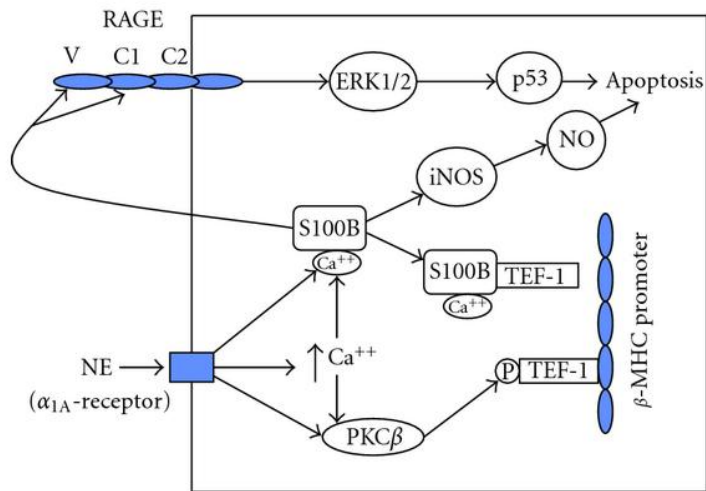 RAGE
V C1 C2
ERK1/2
p53
Apoptosis
NO
iNOS
S100B
Ca⁺⁺
S100B
TEF-1
Ca⁺⁺
β-MHC promoter
NE
(α₁A-receptor)
Ca⁺⁺
P
TEF-1
PKCβ